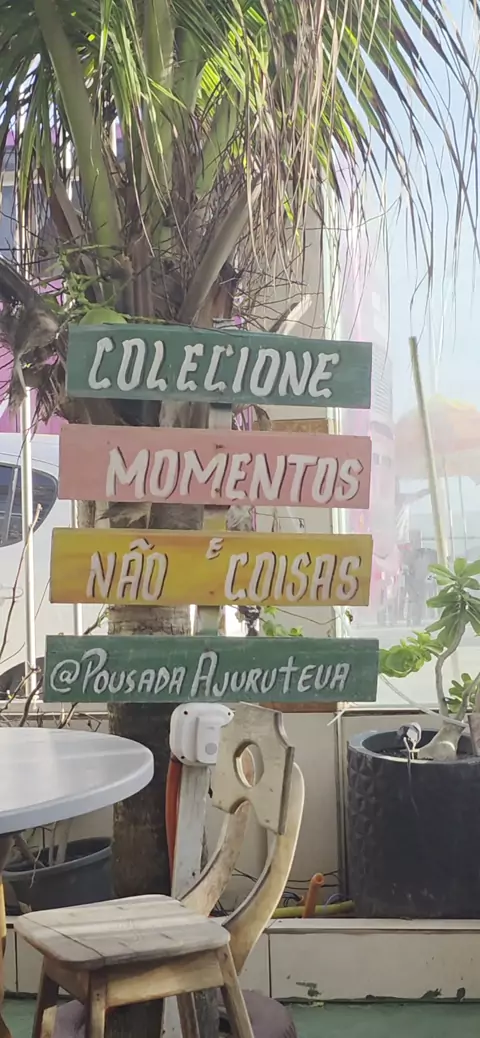 COLECIONE
MOMENTOS
NÃO E COISAS
@POUSADA AJURUTEUA